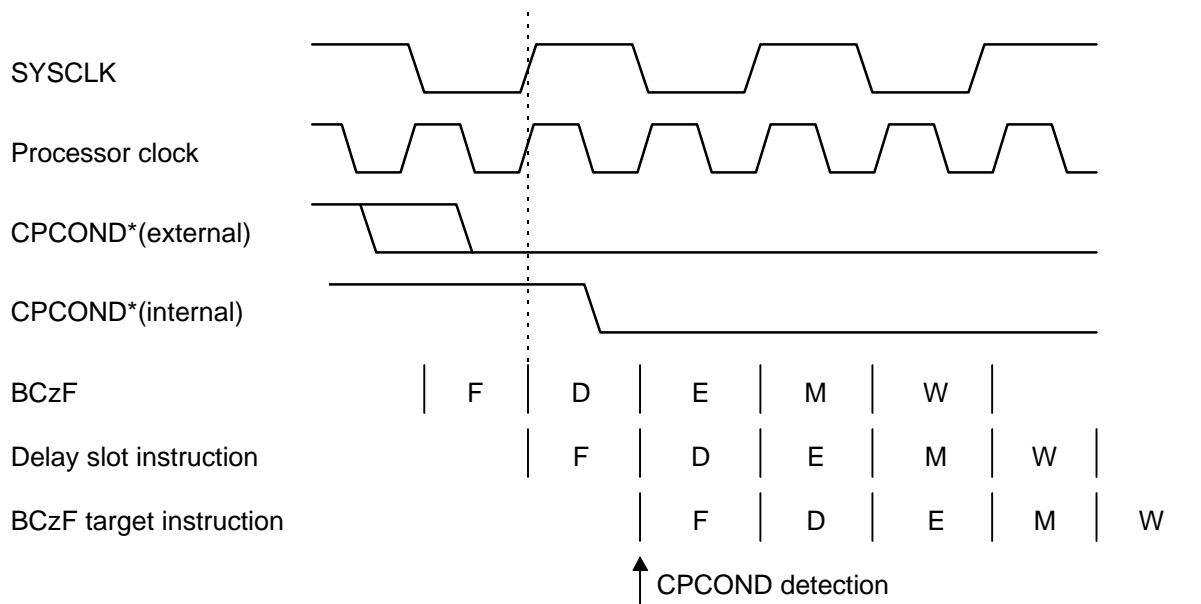 SYSCLK
Processor clock
CPCOND*(external)
CPCOND*(internal)
BCzF F D E M W
Delay slot instruction F D E M W
BCzF target instruction F D E M W
CPCOND detection